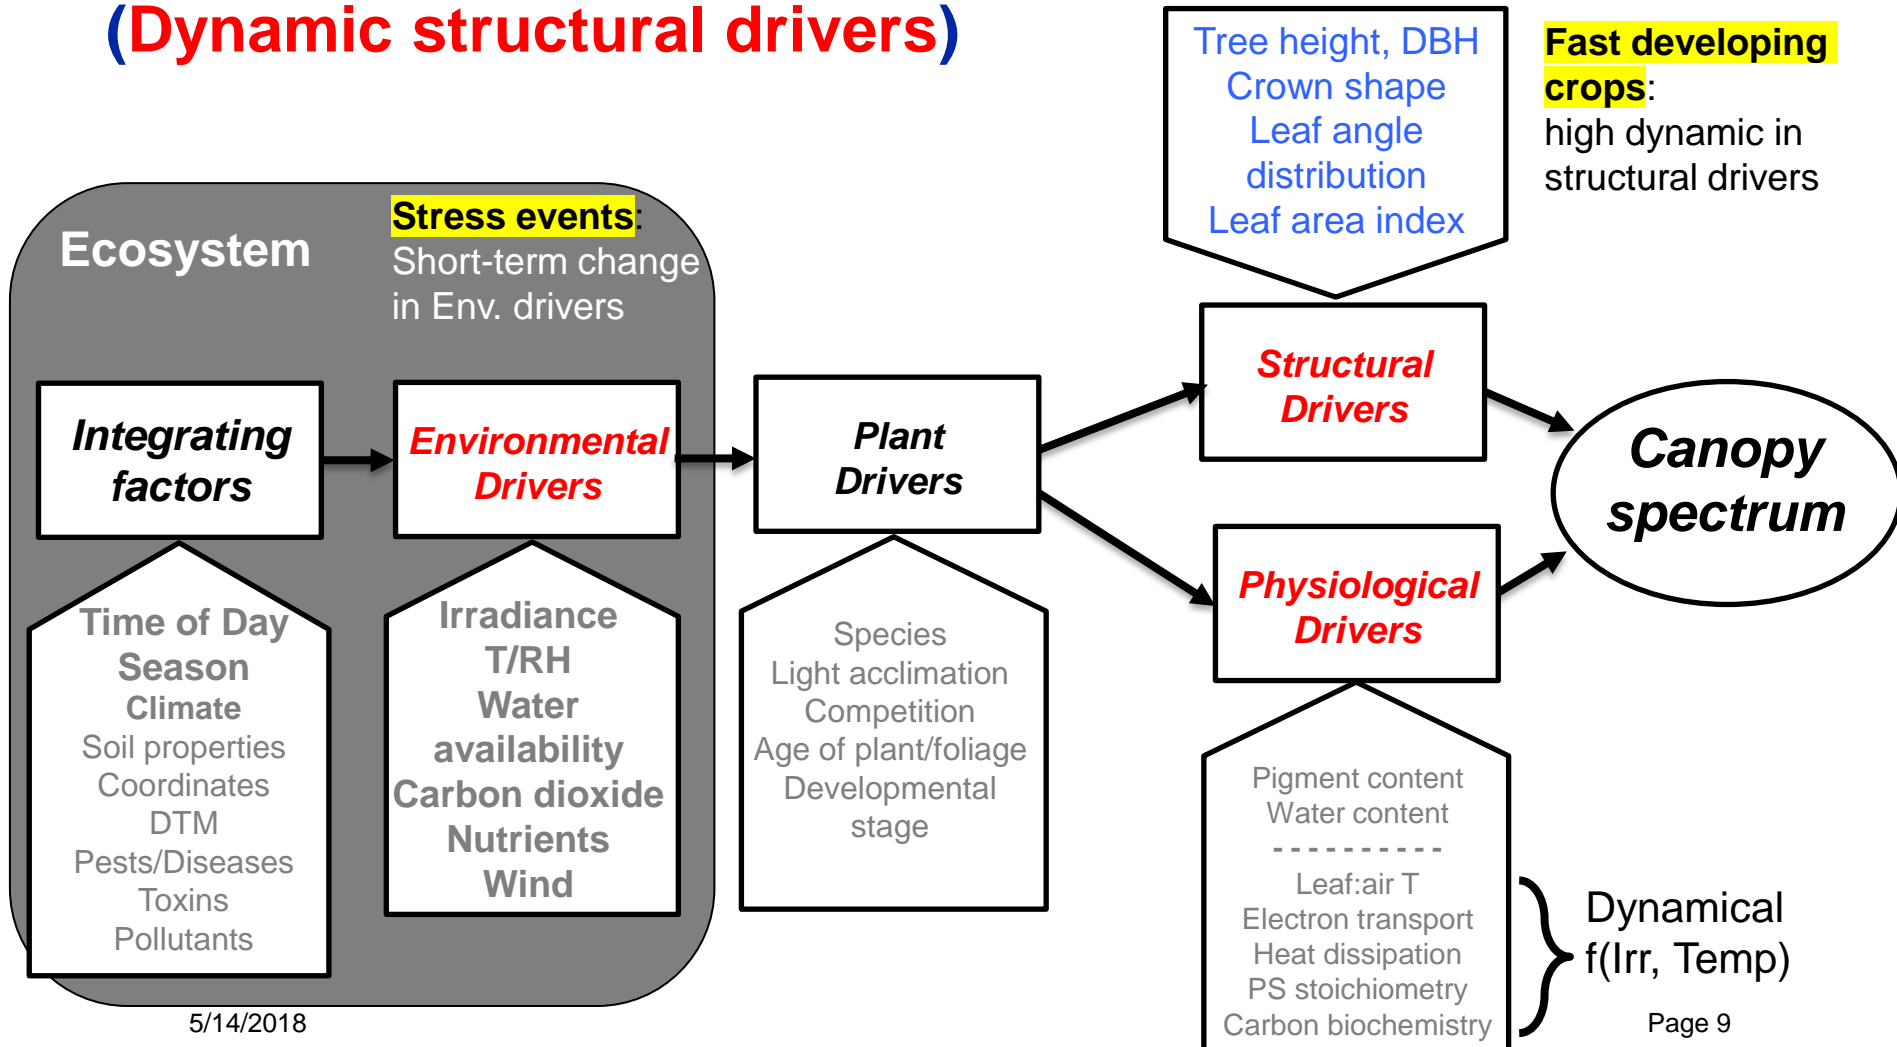 (Dynamic structural drivers)
Tree height, DBH
Crown shape
Leaf angle
distribution
Leaf area index
Fast developing
crops:
high dynamic in
structural drivers
Ecosystem
Stress events:
Short-term change
in Env. drivers
Integrating
factors
Environmental
Drivers
Plant
Drivers
Structural
Drivers
Physiological
Drivers
Canopy
spectrum
Time of Day
Season
Climate
Soil properties
Coordinates
DTM
Pests/Diseases
Toxins
Pollutants
Irradiance
T/RH
Water
availability
Carbon dioxide
Nutrients
Wind
Species
Light acclimation
Competition
Age of plant/foliage
Developmental
stage
Pigment content
Water content
- - - - - - - - - -
Leaf:air T
Electron transport
Heat dissipation
PS stoichiometry
Carbon biochemistry
Dynamical
f(Irr, Temp)
5/14/2018
Page 9